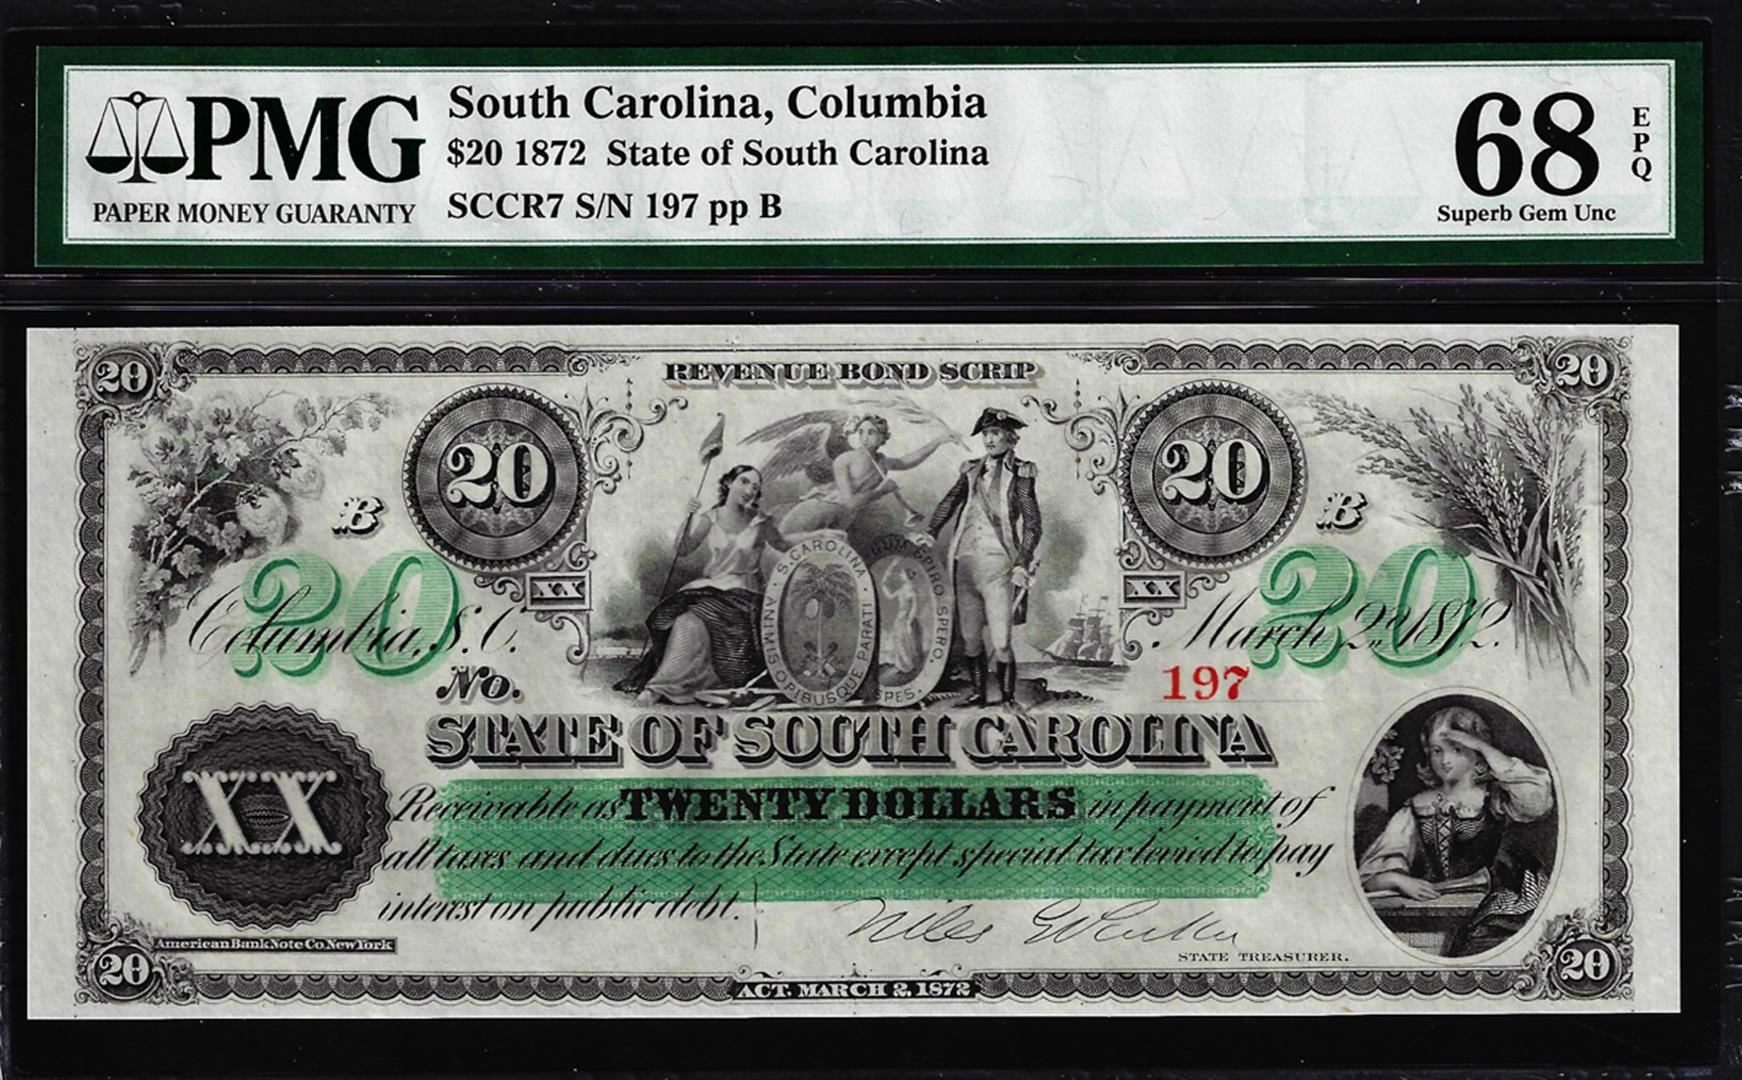 PMG
PAPER MONEY GUARANTY
South Carolina, Columbia
$20 1872 State of South Carolina
SCCR7 S/N 197 pp B
68
EPQ
Superb Gem Unc
20
20
REVENUE BOND SCRIP
20
20
B
B
20
20
S. CAROLINA
ANIMIS OPIBUSQUE PARATI
DUM SPIRO SPERO.
SPES.
XX
XX
Columbia, S.C.
March 2nd 1872.
No.
197
STATE OF SOUTH CAROLINA
XX
Receivable as TWENTY DOLLARS in payment of
all taxes and dues to the State except special tax levied to pay
interest on public debt.
Niles G Parker
STATE TREASURER.
American Bank Note Co. New York
20
20
ACT. MARCH 2, 1872